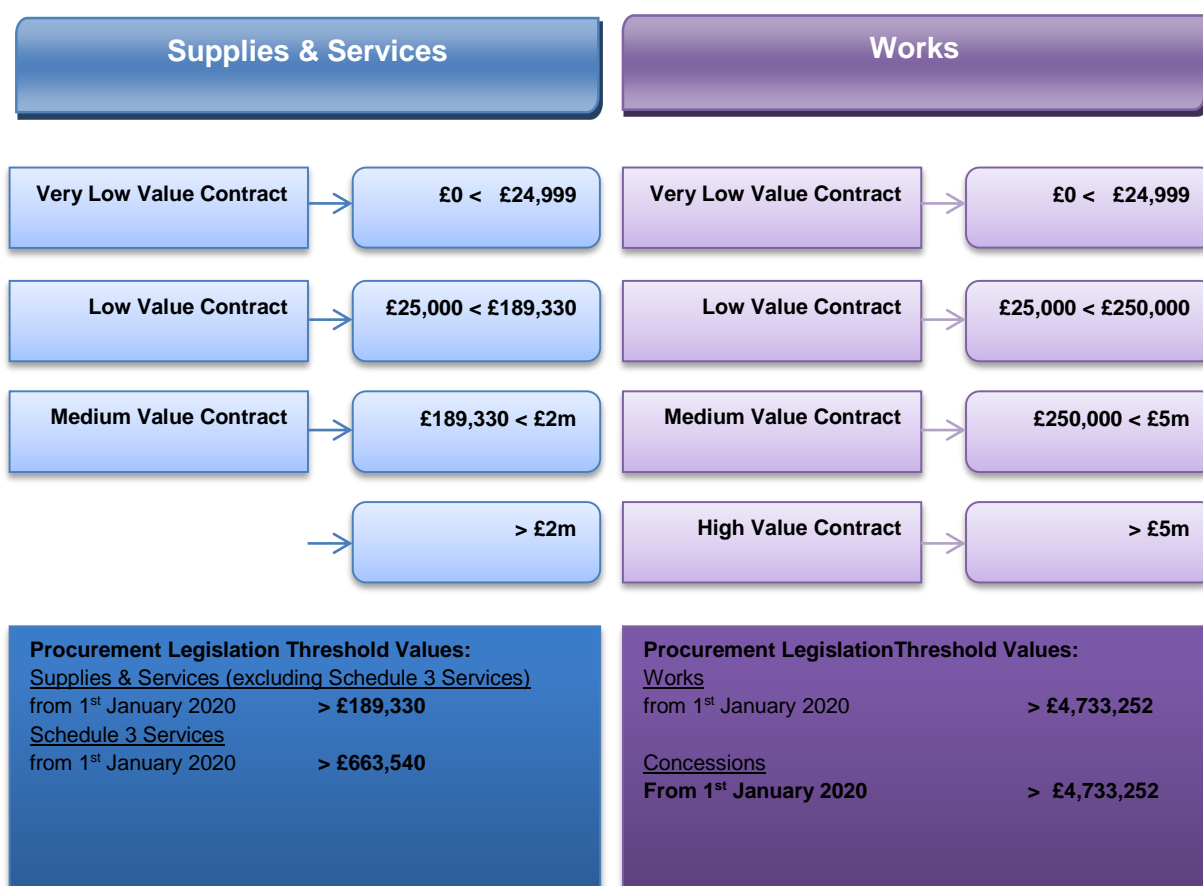 Supplies & Services
Very Low Value Contract
£0 < £24,999
Low Value Contract
£25,000 < £189,330
Medium Value Contract
£189,330 < £2m
> £2m
Procurement Legislation Threshold Values:
Supplies & Services (excluding Schedule 3 Services)
from 1st January 2020 > £189,330
Schedule 3 Services
from 1st January 2020 > £663,540
Works
Very Low Value Contract
£0 < £24,999
Low Value Contract
£25,000 < £250,000
Medium Value Contract
£250,000 < £5m
High Value Contract
> £5m
Procurement LegislationThreshold Values:
Works
from 1st January 2020 > £4,733,252
Concessions
From 1st January 2020 > £4,733,252